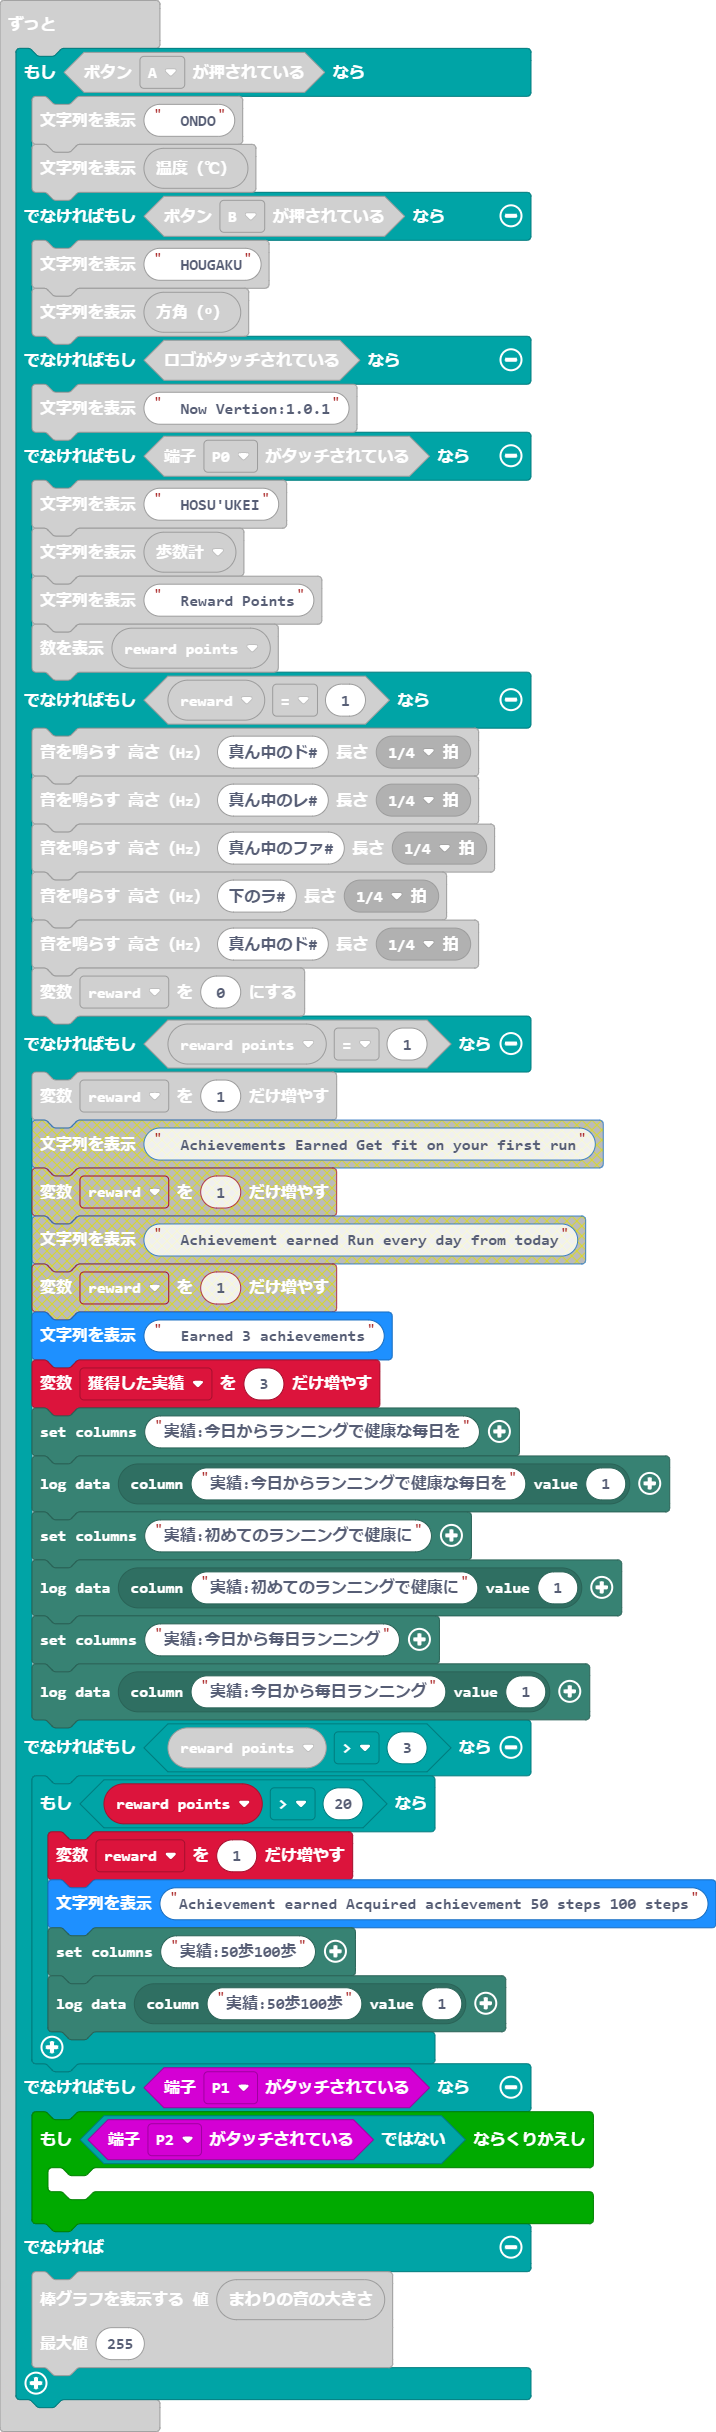 ずっと
もし ボタン A が押されている なら
文字列を表示 " ONDO"
文字列を表示 温度（℃）
でなければもし ボタン B が押されている なら
文字列を表示 " HOUGAKU"
文字列を表示 方角（°）
でなければもし ロゴがタッチされている なら
文字列を表示 " Now Vertion:1.0.1"
でなければもし 端子 P0 がタッチされている なら
文字列を表示 " HOSU'UKEI"
文字列を表示 歩数計
文字列を表示 " Reward Points"
数を表示 reward points
でなければもし reward = 1 なら
音を鳴らす 高さ（Hz） 真ん中のド# 長さ 1/4 拍
音を鳴らす 高さ（Hz） 真ん中のレ# 長さ 1/4 拍
音を鳴らす 高さ（Hz） 真ん中のファ# 長さ 1/4 拍
音を鳴らす 高さ（Hz） 下のラ# 長さ 1/4 拍
音を鳴らす 高さ（Hz） 真ん中のド# 長さ 1/4 拍
変数 reward を 0 にする
でなければもし reward points = 1 なら
変数 reward を 1 だけ増やす
文字列を表示 " Achievements Earned Get fit on your first run"
変数 reward を 1 だけ増やす
文字列を表示 " Achievement earned Run every day from today"
変数 reward を 1 だけ増やす
文字列を表示 " Earned 3 achievements"
変数 獲得した実績 を 3 だけ増やす
set columns "実績:今日からランニングで健康な毎日を"
log data column "実績:今日からランニングで健康な毎日を" value 1
set columns "実績:初めてのランニングで健康に"
log data column "実績:初めてのランニングで健康に" value 1
set columns "実績:今日から毎日ランニング"
log data column "実績:今日から毎日ランニング" value 1
でなければもし reward points > 3 なら
もし reward points > 20 なら
変数 reward を 1 だけ増やす
文字列を表示 "Achievement earned Acquired achievement 50 steps 100 steps"
set columns "実績:50歩100歩"
log data column "実績:50歩100歩" value 1
でなければもし 端子 P1 がタッチされている なら
もし 端子 P2 がタッチされている ではない ならくりかえし
でなければ
棒グラフを表示する 値 まわりの音の大きさ
最大値 255